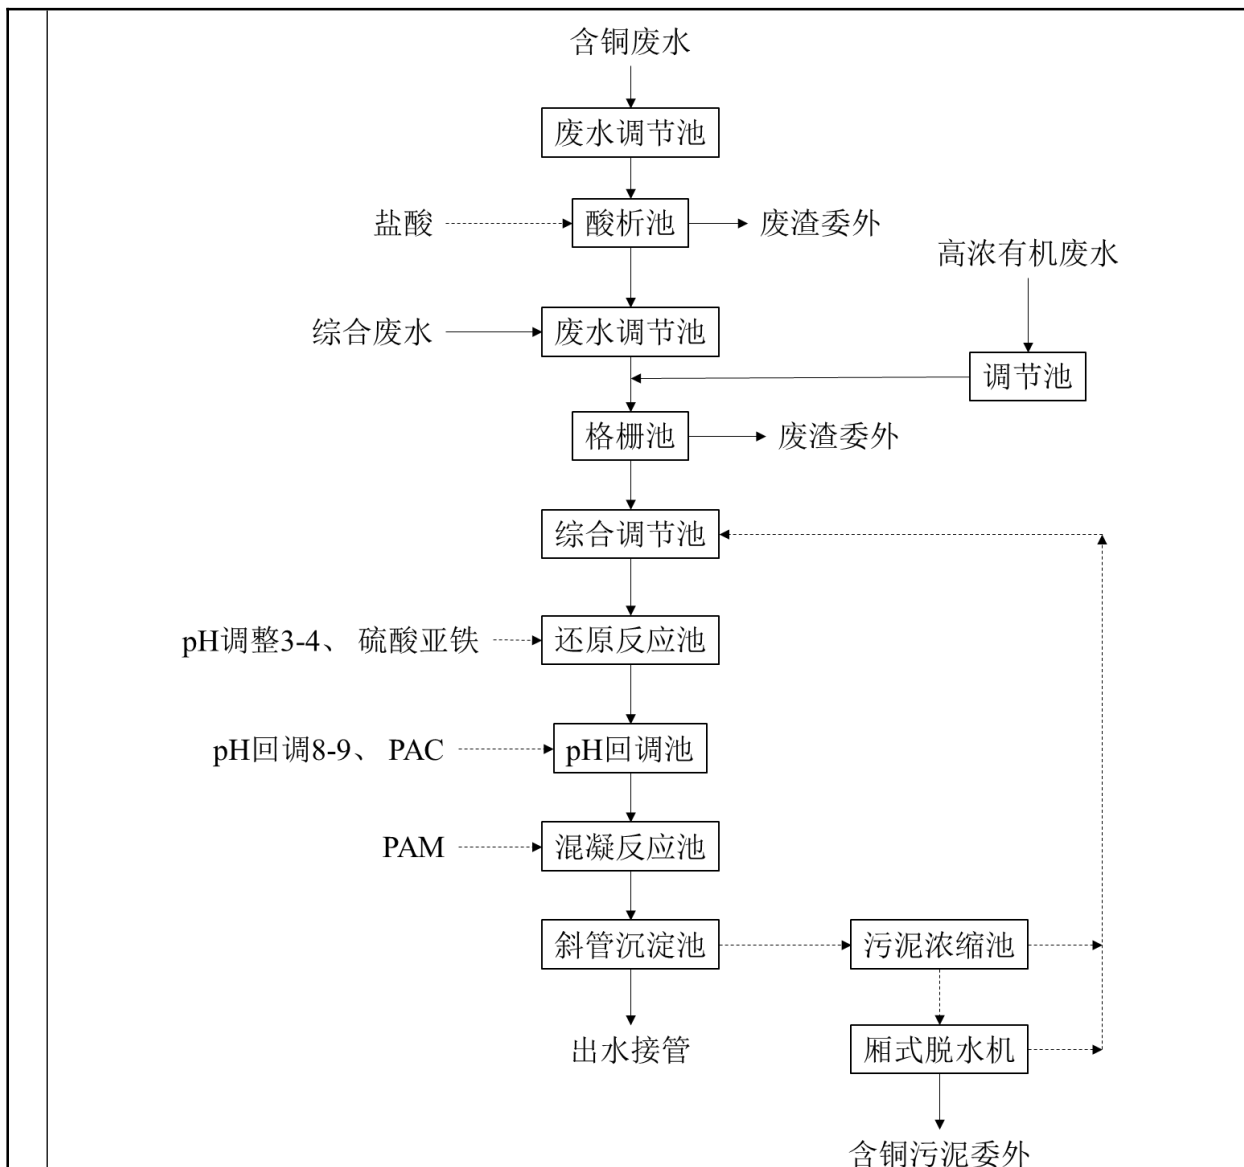 含铜废水
废水调节池
盐酸
酸析池
废渣委外
高浓有机废水
综合废水
废水调节池
调节池
格栅池
废渣委外
综合调节池
pH调整3-4、 硫酸亚铁
还原反应池
pH回调8-9、 PAC
pH回调池
PAM
混凝反应池
斜管沉淀池
污泥浓缩池
出水接管
厢式脱水机
含铜污泥委外